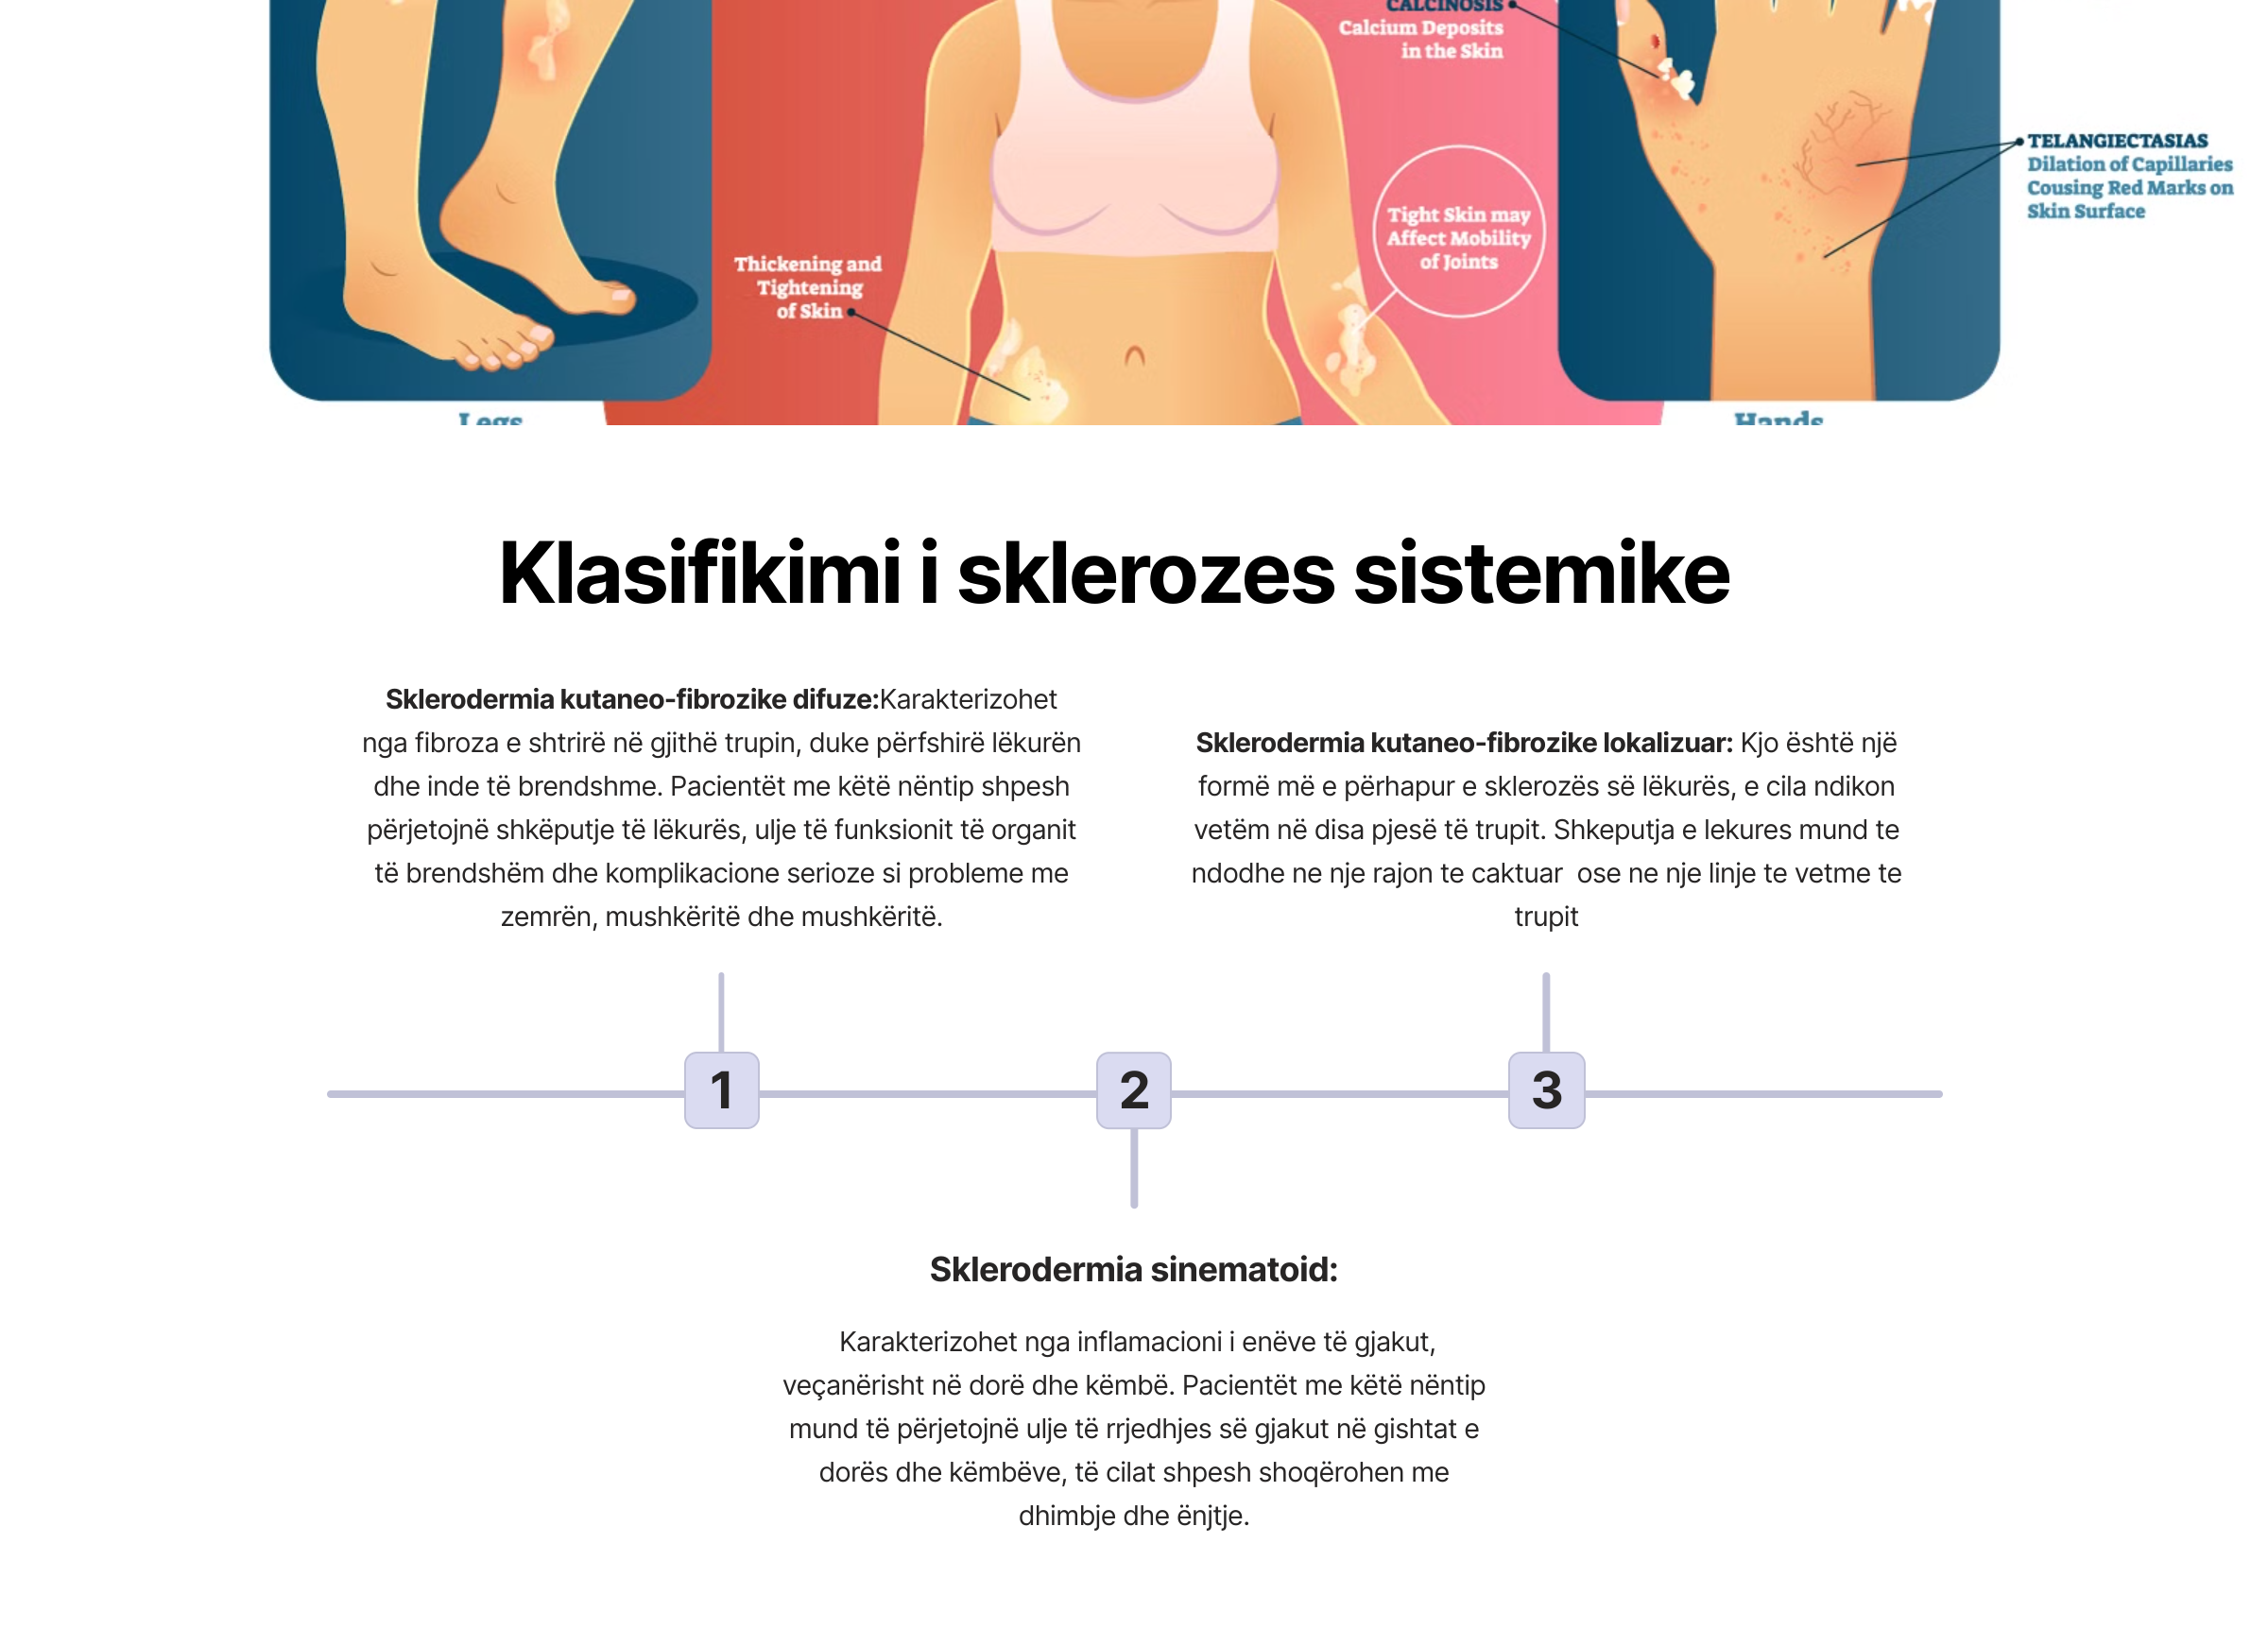 CALCINOSIS
Calcium Deposits
in the Skin
TELANGIECTASIAS
Dilation of Capillaries
Cousing Red Marks on
Skin Surface
Tight Skin may
Affect Mobility
of Joints
Thickening and
Tightening
of Skin
Legs
Hands
Klasifikimi i sklerozes sistemike
Sklerodermia kutaneo-fibrozike difuze:Karakterizohet
nga fibroza e shtrirë në gjithë trupin, duke përfshirë lëkurën
dhe inde të brendshme. Pacientët me këtë nëntip shpesh
përjetojnë shkëputje të lëkurës, ulje të funksionit të organit
të brendshëm dhe komplikacione serioze si probleme me
zemrën, mushkëritë dhe mushkëritë.
Sklerodermia kutaneo-fibrozike lokalizuar: Kjo është një
formë më e përhapur e sklerozës së lëkurës, e cila ndikon
vetëm në disa pjesë të trupit. Shkeputja e lekures mund te
ndodhe ne nje rajon te caktuar  ose ne nje linje te vetme te
trupit
1
2
3
Sklerodermia sinematoid:
Karakterizohet nga inflamacioni i enëve të gjakut,
veçanërisht në dorë dhe këmbë. Pacientët me këtë nëntip
mund të përjetojnë ulje të rrjedhjes së gjakut në gishtat e
dorës dhe këmbëve, të cilat shpesh shoqërohen me
dhimbje dhe ënjtje.